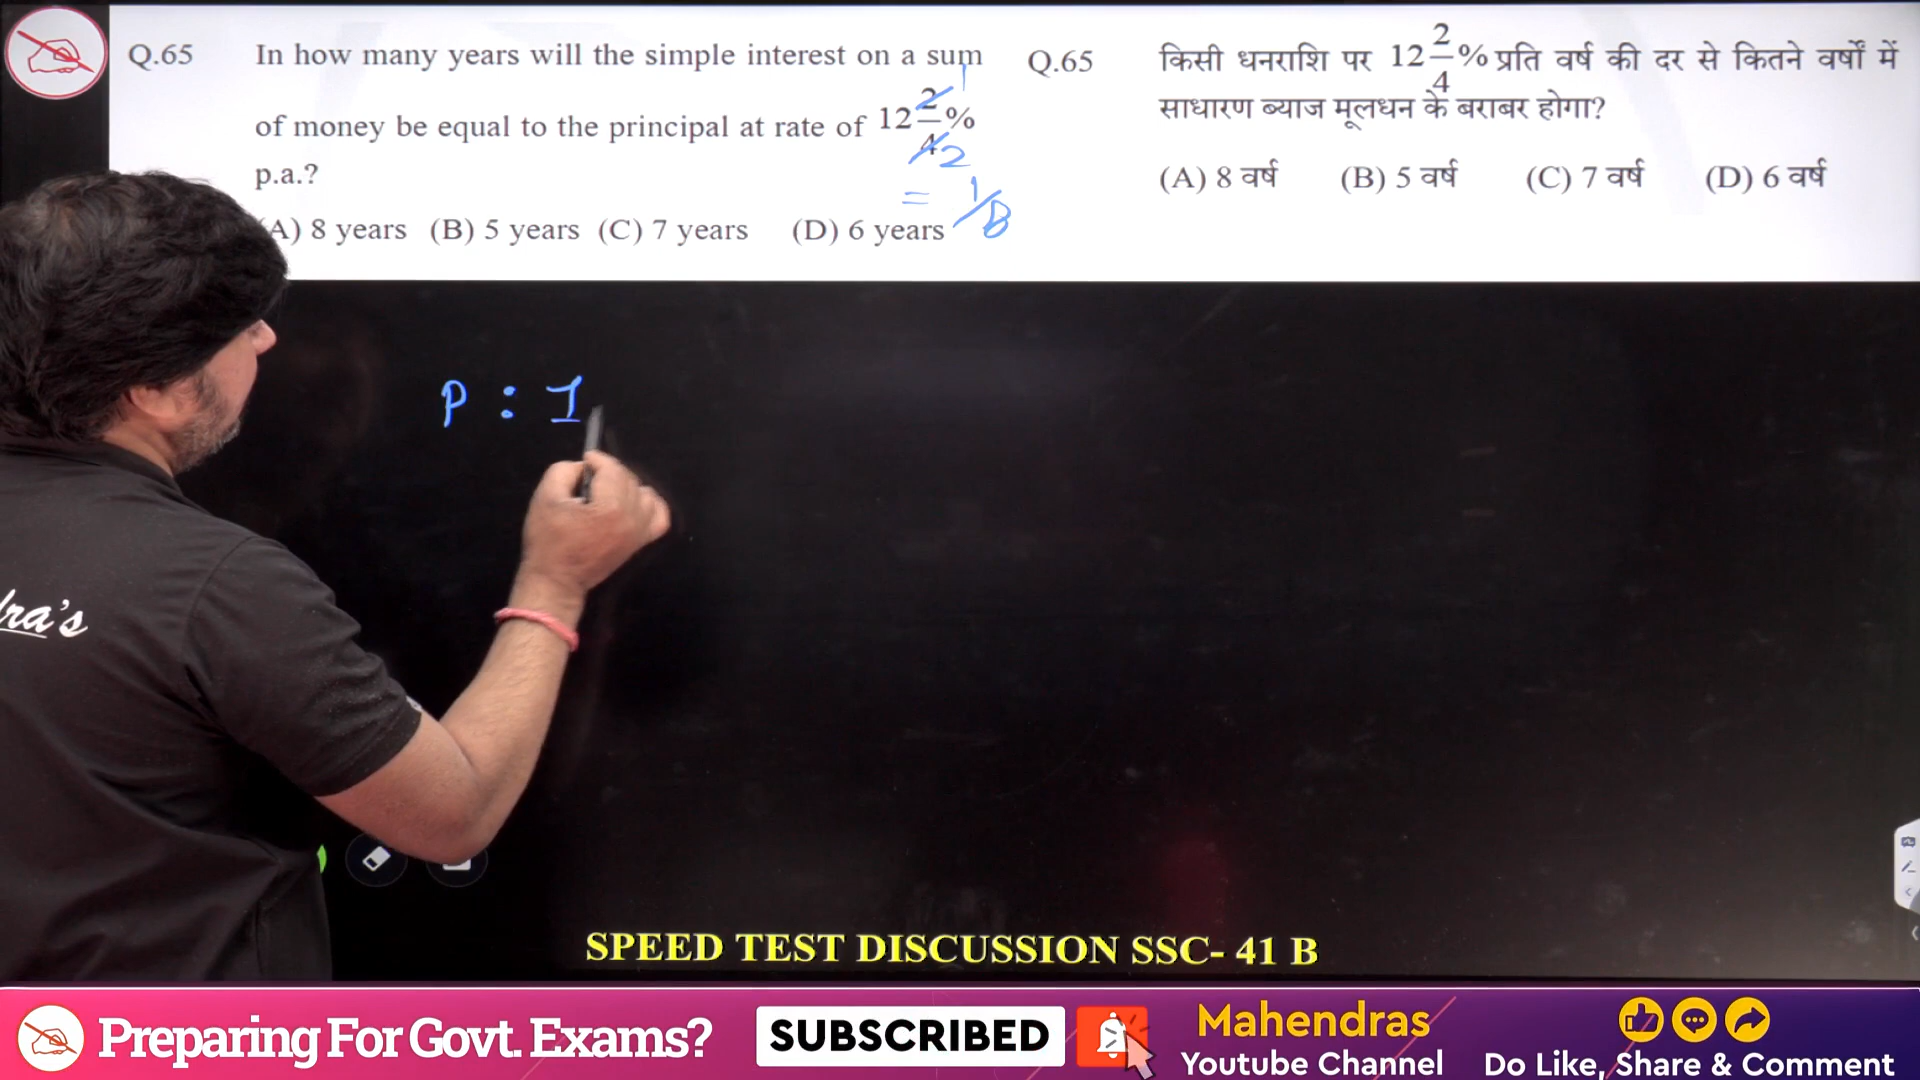 Q.65 In how many years will the simple interest on a sum
of money be equal to the principal at rate of 12 2/4 %
p.a.?
A) 8 years (B) 5 years (C) 7 years (D) 6 years
1
2
= 1/8
Q.65 किसी धनराशि पर 12 2/4 % प्रति वर्ष की दर से कितने वर्षों में
साधारण ब्याज मूलधन के बराबर होगा?
(A) 8 वर्ष (B) 5 वर्ष (C) 7 वर्ष (D) 6 वर्ष
P : I
dra's
SPEED TEST DISCUSSION SSC- 41 B
Preparing For Govt. Exams?
SUBSCRIBED
Mahendras
Youtube Channel
Do Like, Share & Comment